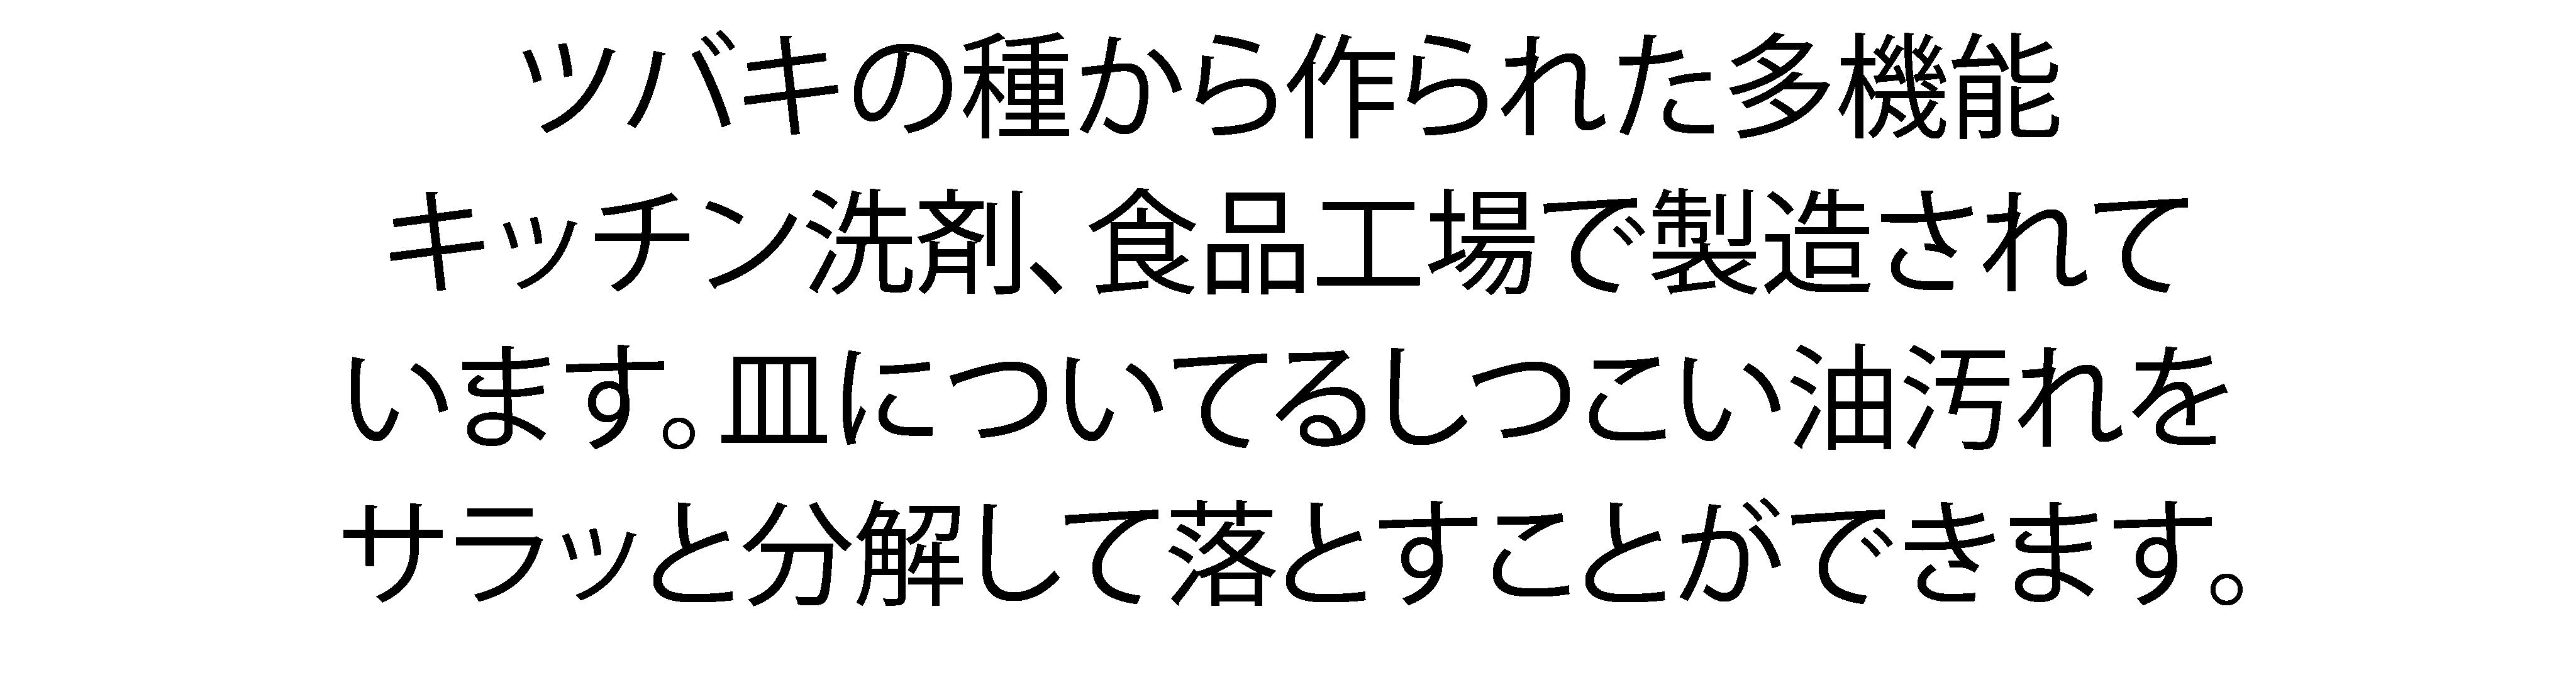 ツバキの種から作られた多機能
キッチン洗剤、食品工場で製造されて
います。皿についてるしつこい油汚れを
サラッと分解して落とすことができます。